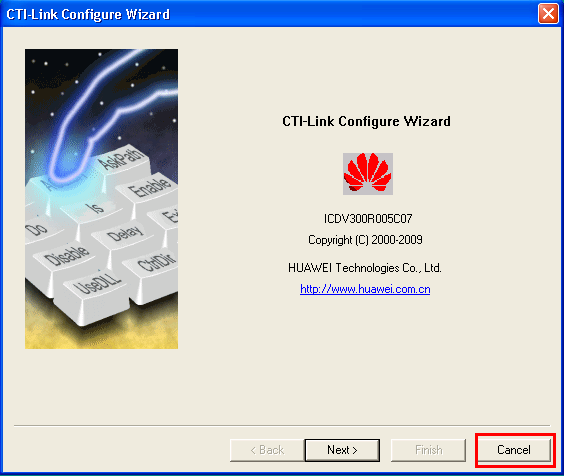 CTI-Link Configure Wizard
AskPath
Is
Enable
Do
Delay
Disable
CtrlDir
UseDLL
CTI-Link Configure Wizard
ICDV300R005C07
Copyright (C) 2000-2009
HUAWEI Technologies Co., Ltd.
http://www.huawei.com.cn
< Back
Next >
Finish
Cancel